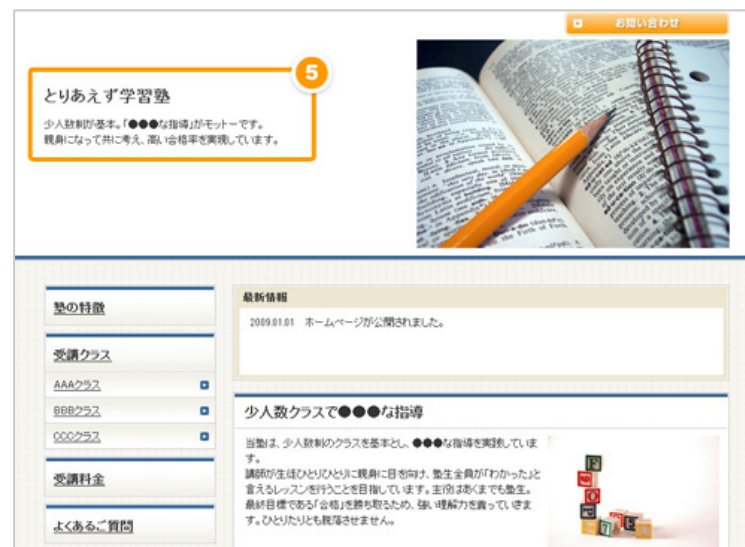 お問い合わせ
5
とりあえず学習塾
少人数制が基本。「●●●な指導」がモットーです。
親身になって共に考え、高い合格率を実現しています。
塾の特徴
受講クラス
AAAクラス
BBBクラス
CCCクラス
受講料金
よくあるご質問
最新情報
2009.01.01 ホームページが公開されました。
少人数クラスで●●●な指導
当塾は、少人数制のクラスを基本とし、●●●な指導を実践していま
す。
講師が生徒ひとりひとりに親身に目を向け、塾生全員が「わかった」と
言えるレッスンを行うことを目指しています。主役はあくまでも塾生。
最終目標である「合格」を勝ち取るため、強い理解力を養っていきま
す。ひとりたりとも脱落させません。